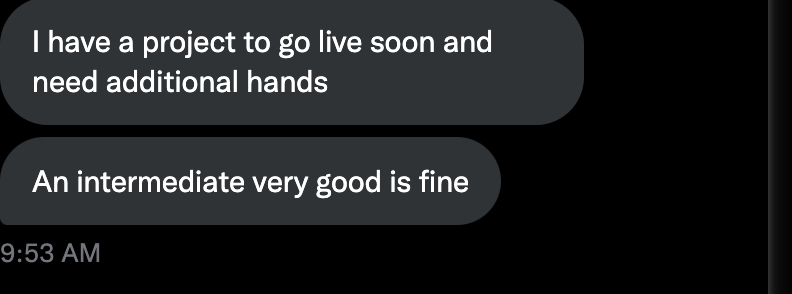 I have a project to go live soon and
need additional hands
An intermediate very good is fine
9:53 AM